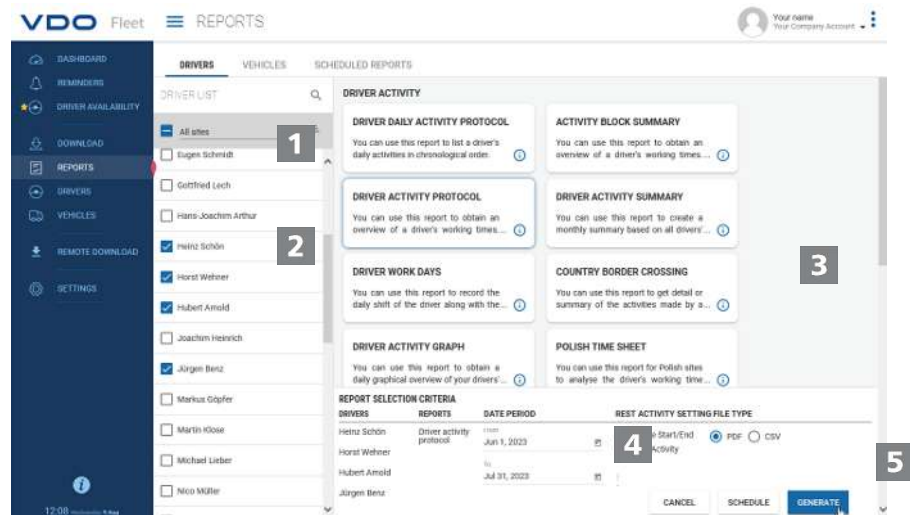 VDO Fleet
REPORTS
Your name
Your Company Account
DASHBOARD
REMINDERS
DRIVER AVAILABILITY
DOWNLOAD
REPORTS
DRIVERS
VEHICLES
REMOTE DOWNLOAD
SETTINGS
12:08
DRIVERS VEHICLES SCHEDULED REPORTS
DRIVER LIST
All sites
1
Eugen Schmidt
Gottfried Lech
Hans-Joachim Arthur
Heinz Schön
2
Horst Wehner
Hubert Arnold
Joachim Heinrich
Jürgen Benz
Markus Göpfer
Martin Klose
Michael Lieber
Nico Müller
DRIVER ACTIVITY
DRIVER DAILY ACTIVITY PROTOCOL
You can use this report to list a driver's
daily activities in chronological order.
ACTIVITY BLOCK SUMMARY
You can use this report to obtain an
overview of a driver's working times....
DRIVER ACTIVITY PROTOCOL
You can use this report to obtain an
overview of a driver's working times....
DRIVER ACTIVITY SUMMARY
You can use this report to create a
monthly summary based on all drivers'...
DRIVER WORK DAYS
You can use this report to record the
daily shift of the driver along with the...
COUNTRY BORDER CROSSING
You can use this report to get detail or
summary of the activities made by a...
3
DRIVER ACTIVITY GRAPH
You can use this report to obtain a
daily graphical overview of your drivers'...
POLISH TIME SHEET
You can use this report for Polish sites
to analyse the driver's working time...
REPORT SELECTION CRITERIA
DRIVERS REPORTS DATE PERIOD REST ACTIVITY SETTING FILE TYPE
Heinz Schön
Horst Wehner
Hubert Arnold
Jürgen Benz
Driver activity
protocol
From
Jun 1, 2023
To
Jul 31, 2023
4
Start/End
Activity
PDF CSV
5
CANCEL SCHEDULE GENERATE